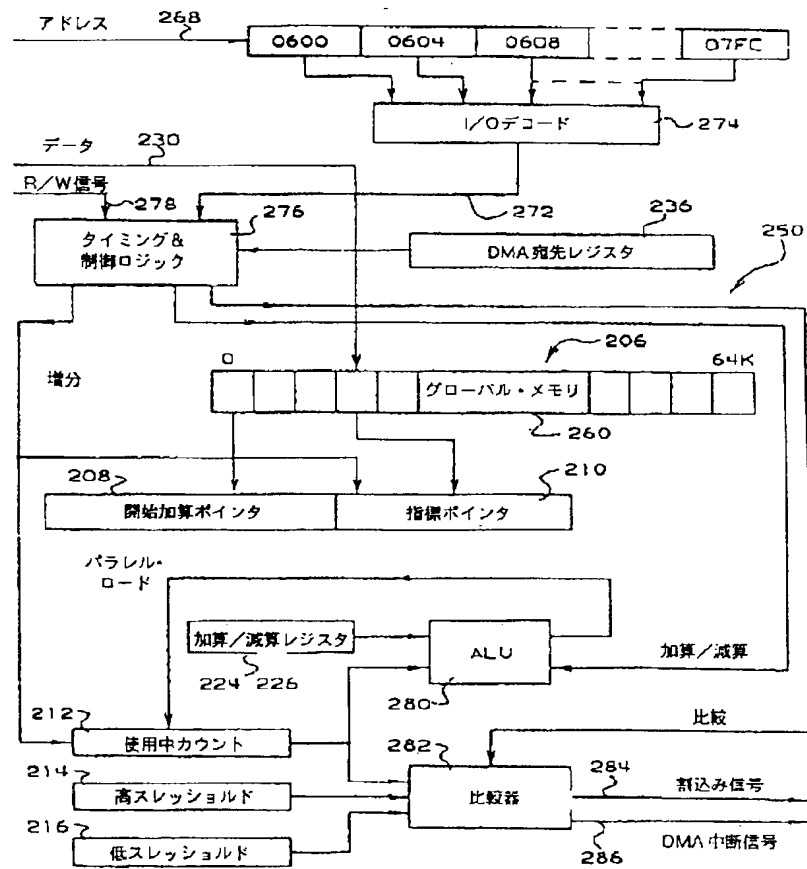 アドレス
268
0600
0604
0608
07FC
I/Oデコード
274
データ
230
R/W信号
278
276
272
236
250
タイミング&
制御ロジック
DMA宛先レジスタ
増分
0
206
64K
グローバル・メモリ
260
208
210
開始加算ポインタ
指標ポインタ
パラレル・
ロード
加算/減算レジスタ
ALU
加算/減算
224 226
280
212
使用中カウント
282
比較
214
284
割込み信号
高スレッショルド
比較器
216
低スレッショルド
286
DMA中断信号